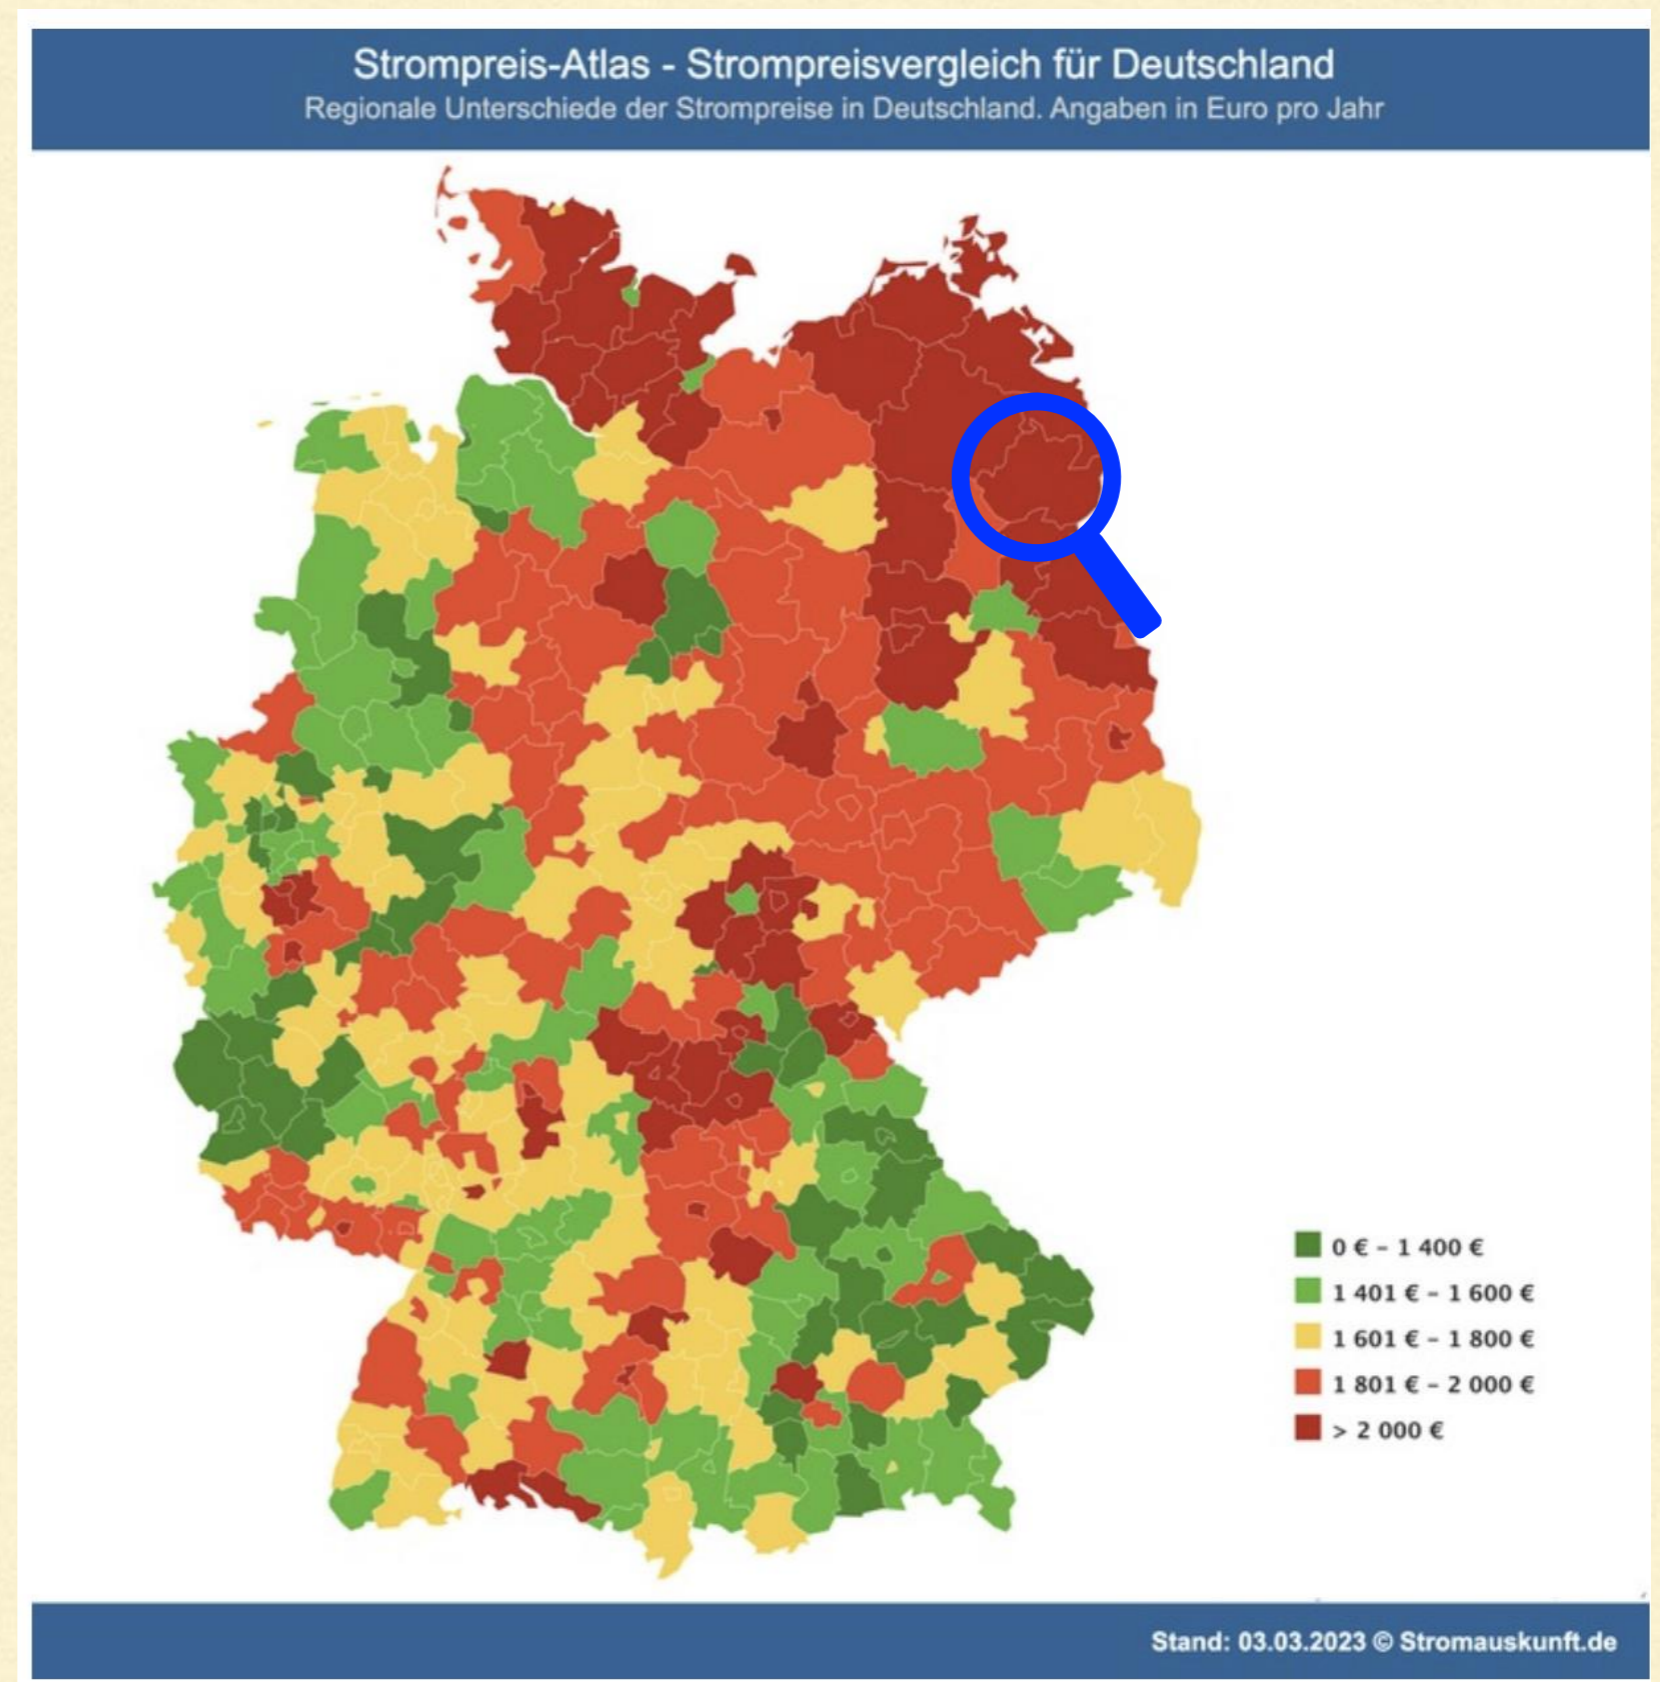 Strompreis-Atlas - Strompreisvergleich für Deutschland
Regionale Unterschiede der Strompreise in Deutschland. Angaben in Euro pro Jahr
0 € – 1 400 €
1 401 € – 1 600 €
1 601 € – 1 800 €
1 801 € – 2 000 €
> 2 000 €
Stand: 03.03.2023 © Stromauskunft.de